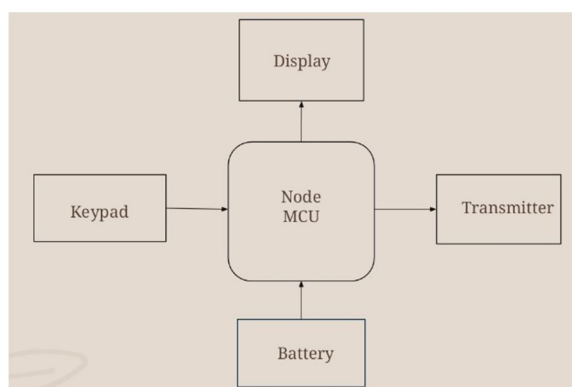 Display
Keypad
Node
MCU
Transmitter
Battery